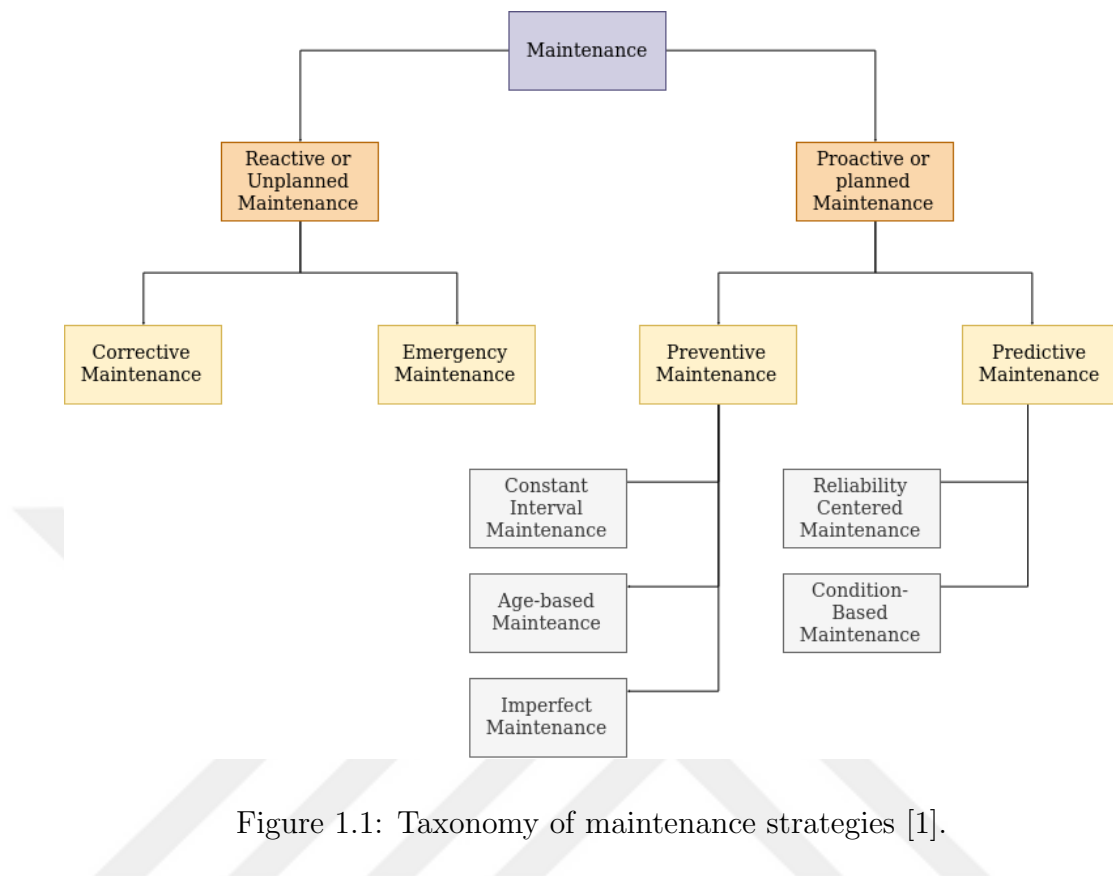 Maintenance
Reactive or
Unplanned
Maintenance
Proactive or
planned
Maintenance
Corrective
Maintenance
Emergency
Maintenance
Preventive
Maintenance
Predictive
Maintenance
Constant
Interval
Maintenance
Reliability
Centered
Maintenance
Age-based
Mainteance
Condition-
Based
Maintenance
Imperfect
Maintenance
Figure 1.1: Taxonomy of maintenance strategies [1].